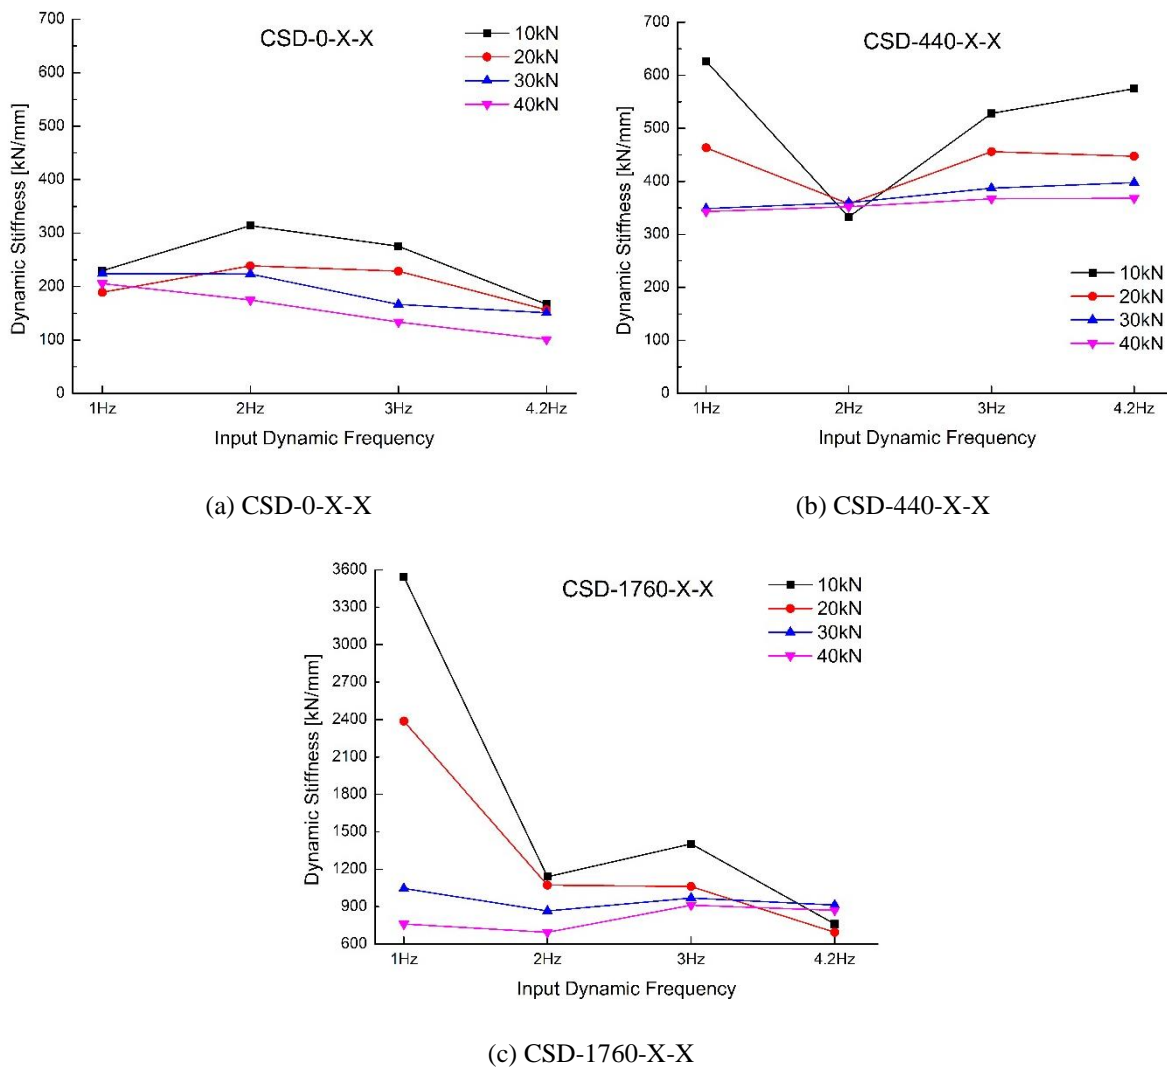 CSD-0-X-X
10kN
20kN
30kN
40kN
700
600
500
400
300
200
100
0
Dynamic Stiffness [kN/mm]
1Hz
2Hz
3Hz
4.2Hz
Input Dynamic Frequency
(a) CSD-0-X-X
CSD-440-X-X
700
600
500
400
300
200
100
0
Dynamic Stiffness [kN/mm]
10kN
20kN
30kN
40kN
1Hz
2Hz
3Hz
4.2Hz
Input Dynamic Frequency
(b) CSD-440-X-X
CSD-1760-X-X
10kN
20kN
30kN
40kN
3600
3300
3000
2700
2400
2100
1800
1500
1200
900
600
Dynamic Stiffness [kN/mm]
1Hz
2Hz
3Hz
4.2Hz
Input Dynamic Frequency
(c) CSD-1760-X-X